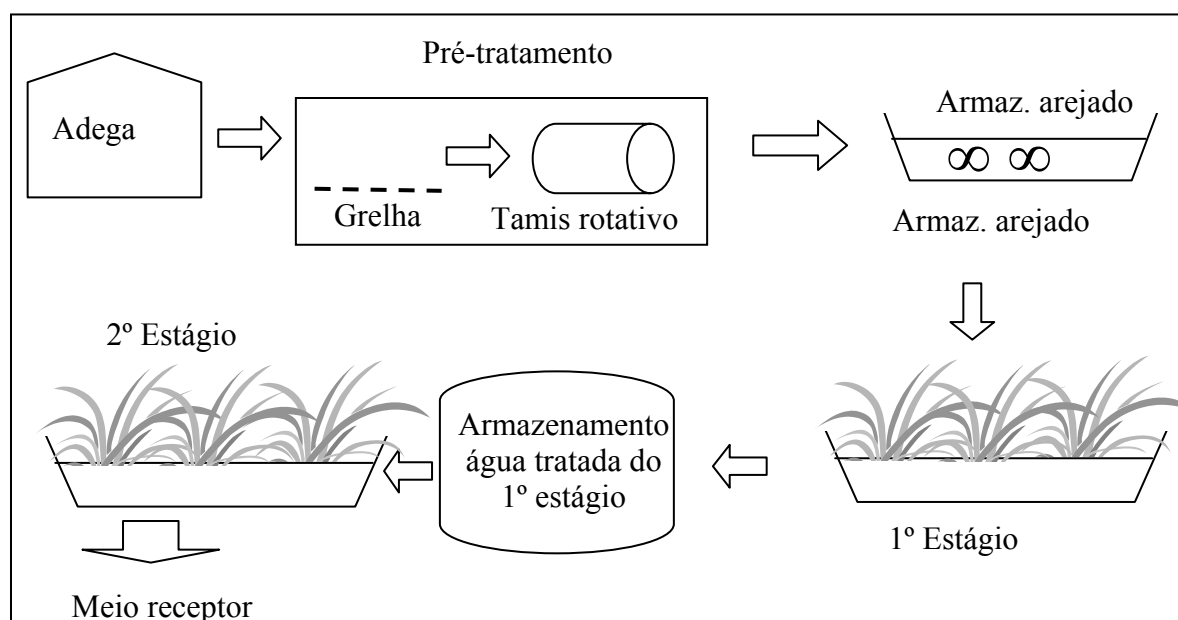 Pré-tratamento
Adega
Grelha
Tamis rotativo
Armaz. arejado
Armaz. arejado
2º Estágio
Armazenamento
água tratada do
1º estágio
1º Estágio
Meio receptor